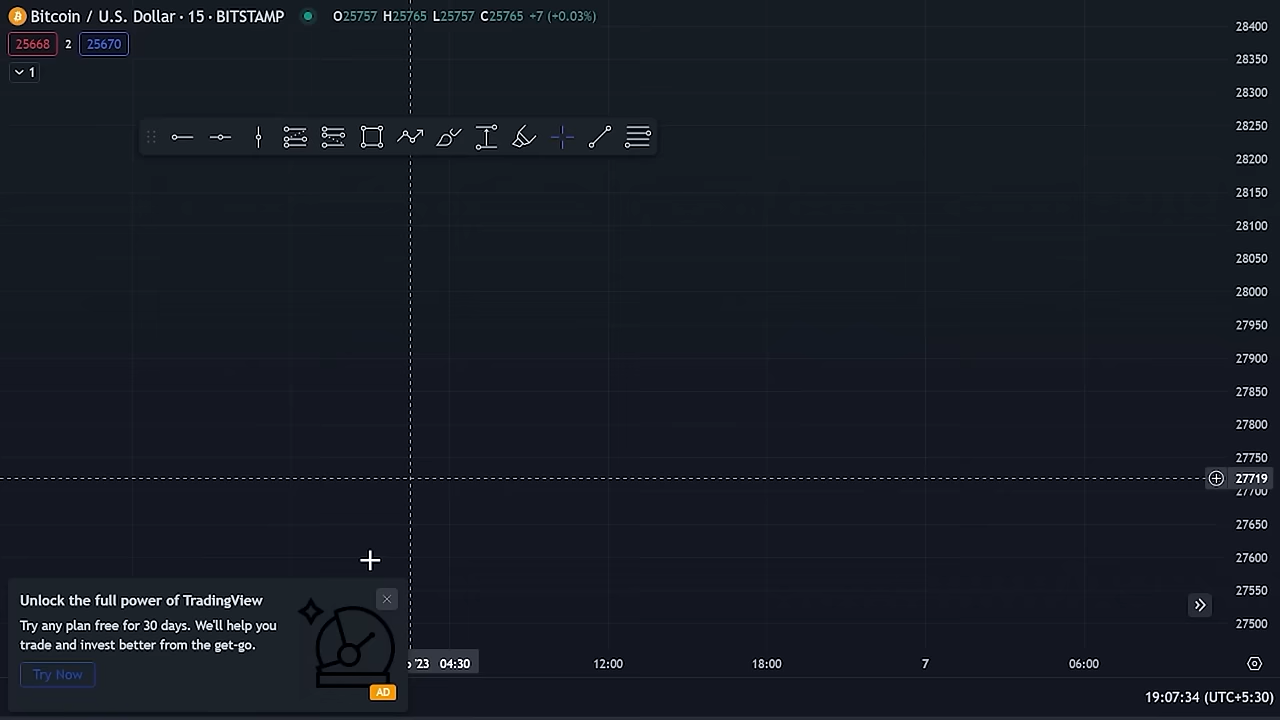 Bitcoin / U.S. Dollar · 15 · BITSTAMP O25757 H25765 L25757 C25765 +7 (+0.03%)
25668 2 25670
1
28400
28350
28300
28250
28200
28150
28100
28050
28000
27950
27900
27850
27800
27750
27719
27700
27650
27600
27550
27500
Unlock the full power of TradingView
Try any plan free for 30 days. We'll help you
trade and invest better from the get-go.
Try Now
AD
'23 04:30 12:00 18:00 7 06:00
19:07:34 (UTC+5:30)